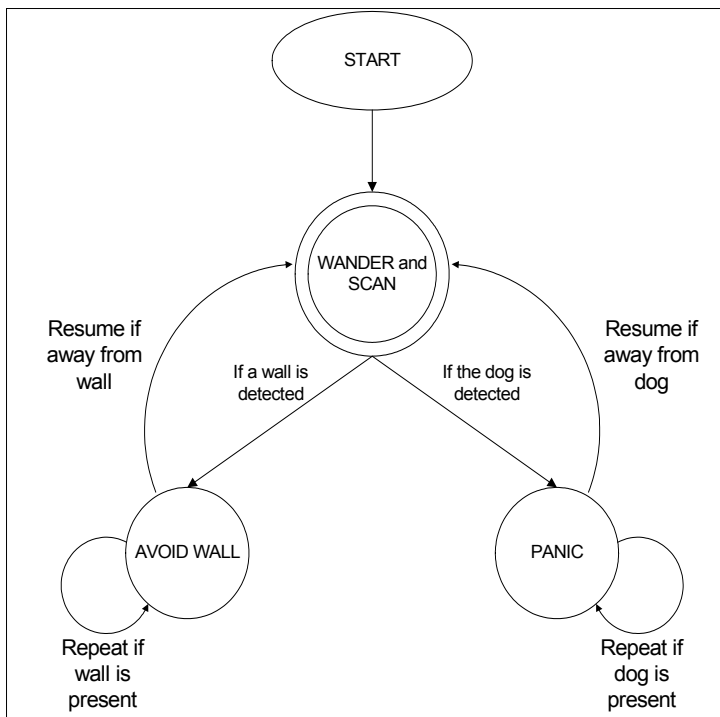 START
WANDER and
SCAN
Resume if
away from
wall
If a wall is
detected
If the dog is
detected
Resume if
away from
dog
AVOID WALL
PANIC
Repeat if
wall is
present
Repeat if
dog is
present